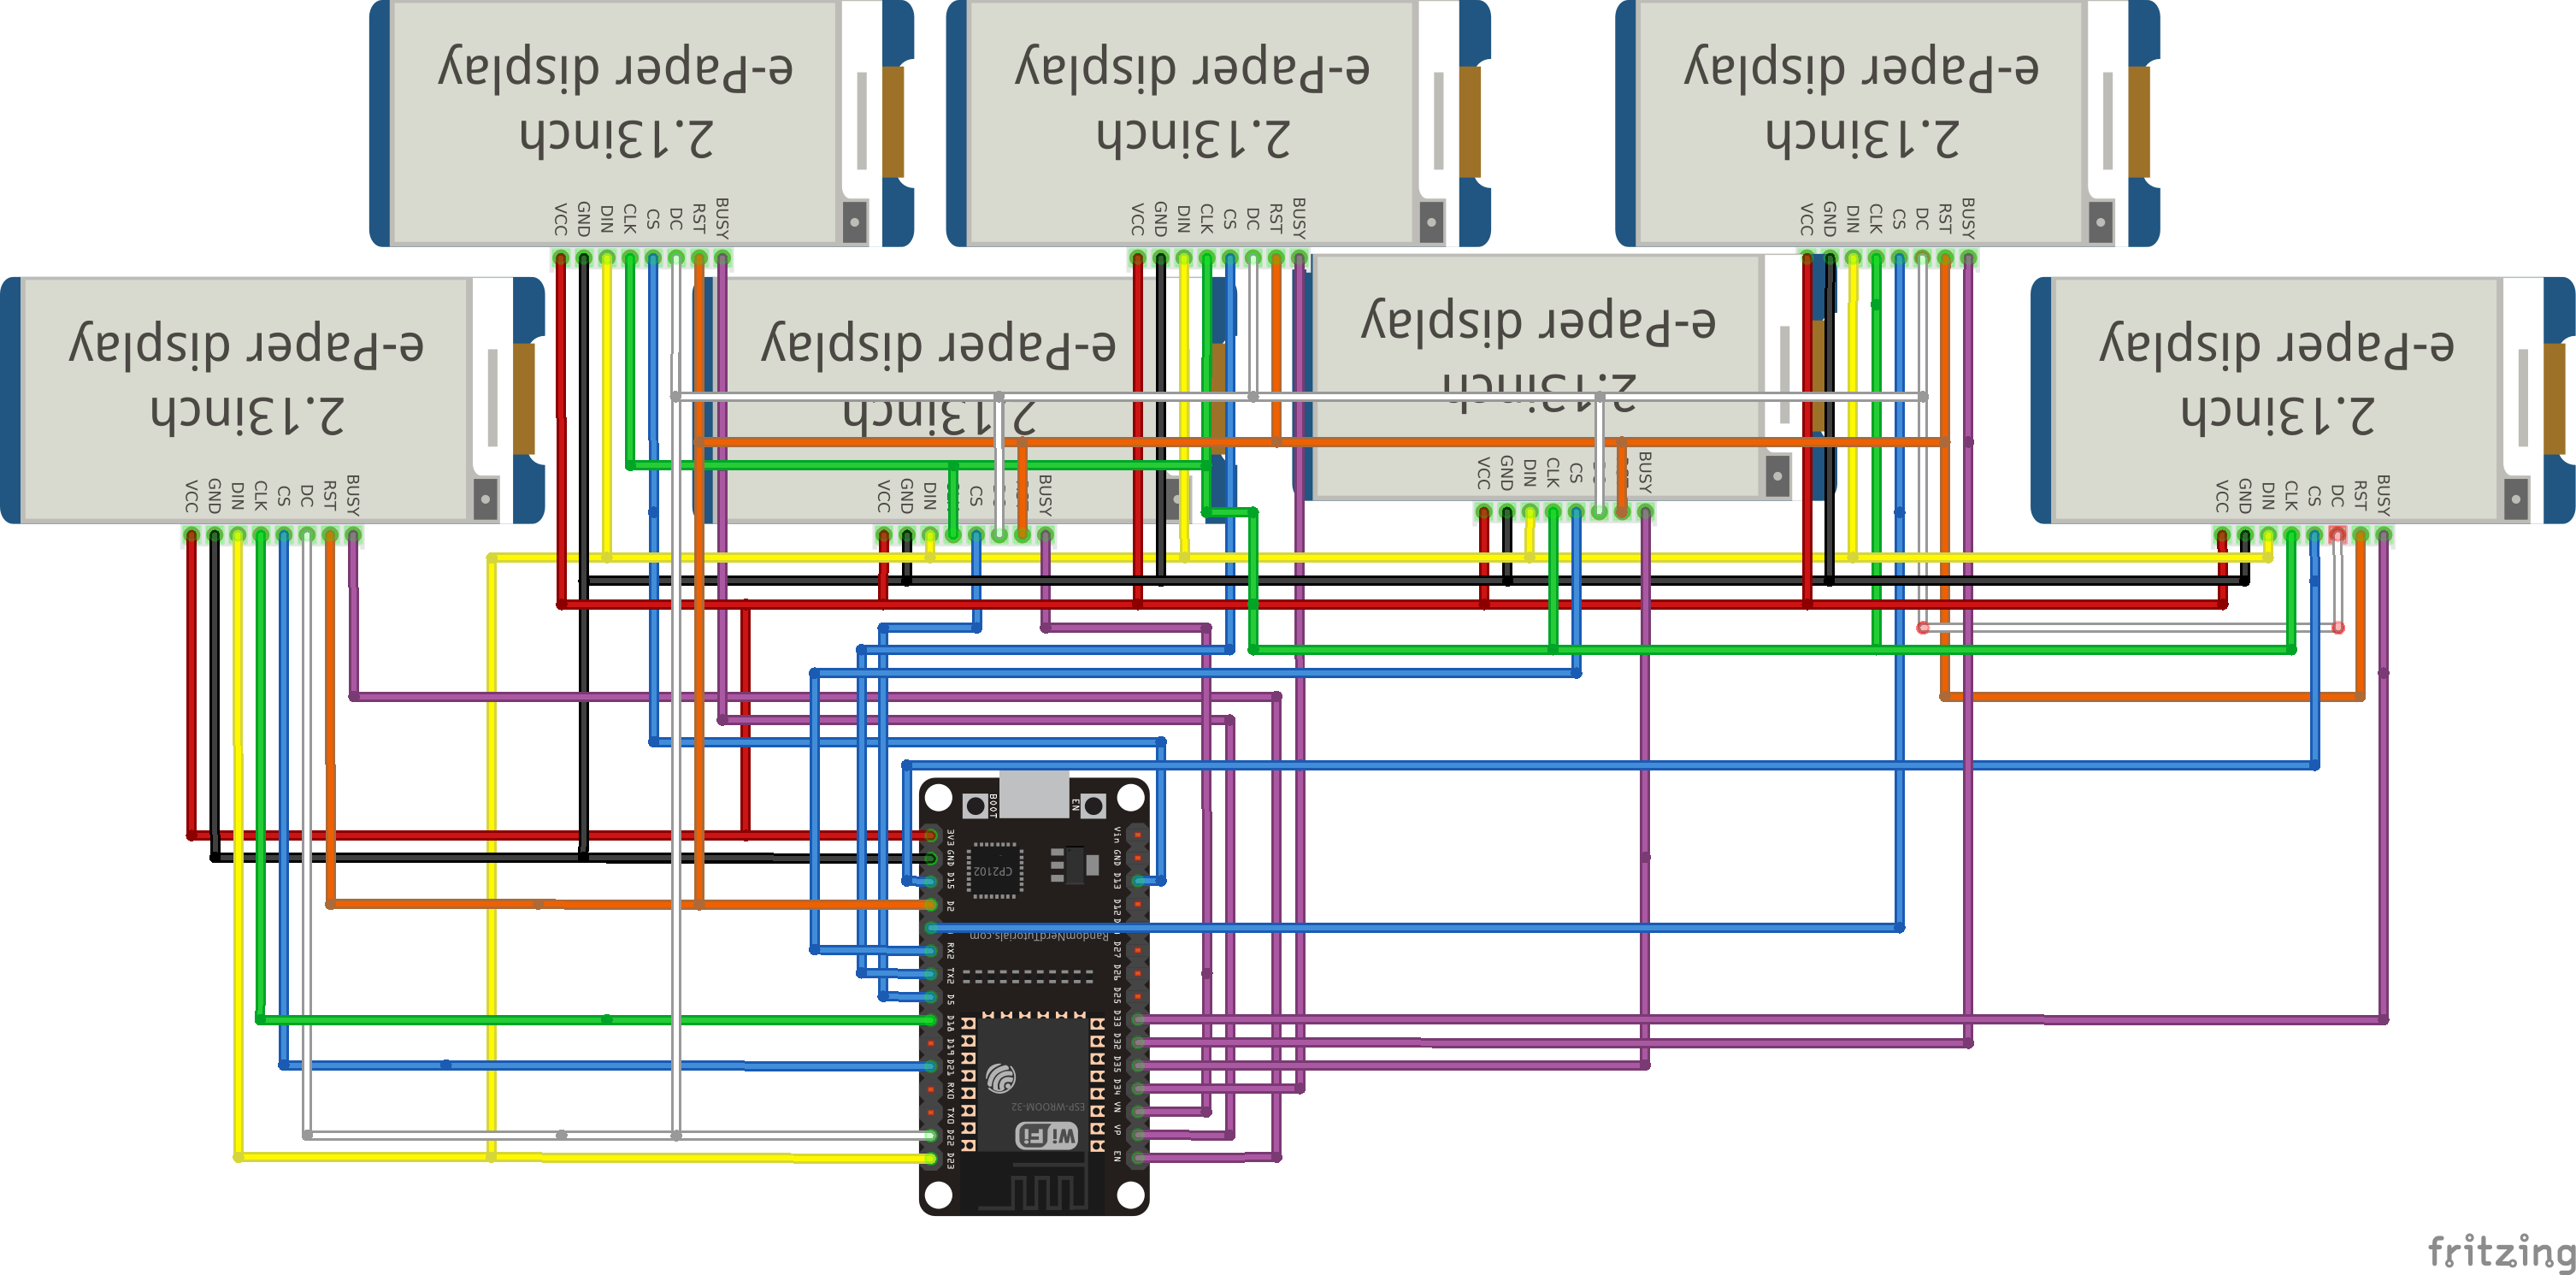 e-Paper display
2.13inch
VCC GND DIN CLK CS DC RST BUSY
e-Paper display
2.13inch
VCC GND DIN CLK CS DC RST BUSY
e-Paper display
2.13inch
VCC GND DIN CLK CS DC RST BUSY
e-Paper display
2.13inch
VCC GND DIN CLK CS DC RST BUSY
e-Paper display
2.13inch
VCC GND DIN CS BUSY
e-Paper display
2.13inch
VCC GND DIN CLK CS BUSY
e-Paper display
2.13inch
VCC GND DIN CLK CS DC RST BUSY
BOOT
EN
3V3
GND
D15
D2
RX2
TX2
D5
D18
D19
D21
RX0
TX0
D22
D23
Vin
GND
D13
D12
D27
D26
D25
D33
D32
D35
D34
VN
VP
EN
CP2102
RandomNerdTutorials.com
ESP-WROOM-32
WiFi
fritzing